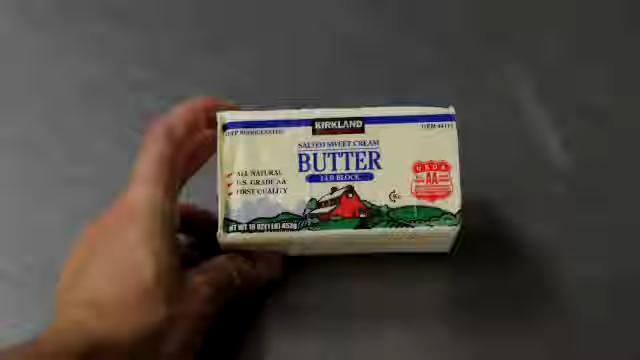 KEEP REFRIGERATED
KIRKLAND
SALTED SWEET CREAM
BUTTER
1 LB BLOCK
ALL NATURAL
U.S. GRADE AA
FIRST QUALITY
USDA
AA
NET WT 16 OZ (1 LB) 453g